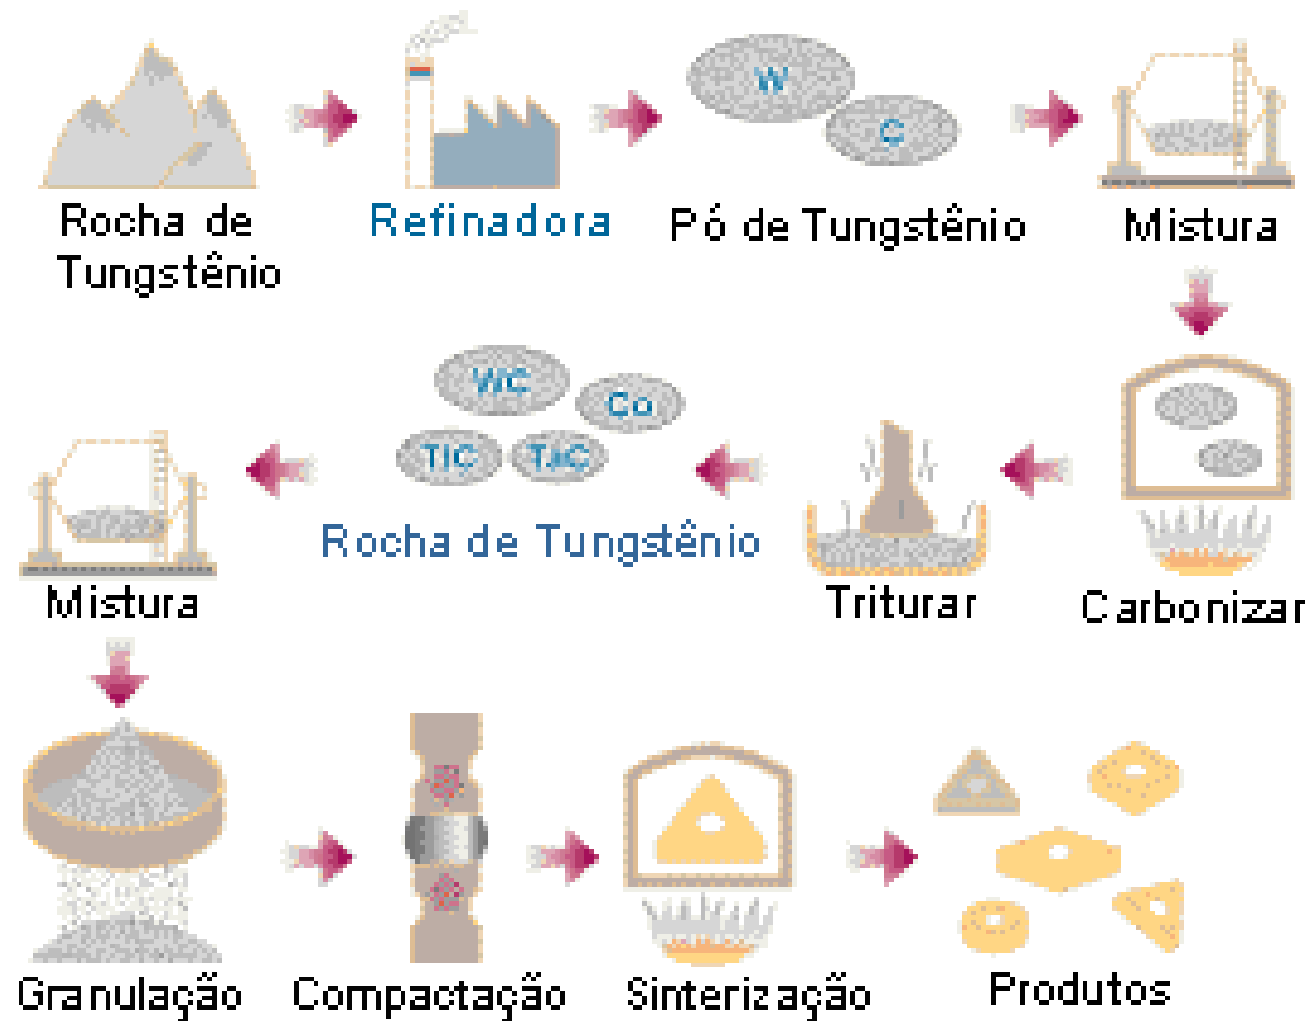 W
C
Rocha de
Tungstênio
Refinadora
Pó de Tungstênio
Mistura
WC
Co
TIC
TaC
Rocha de Tungstênio
Mistura
Triturar
Carbonizar
Granulação
Compactação
Sinterização
Produtos